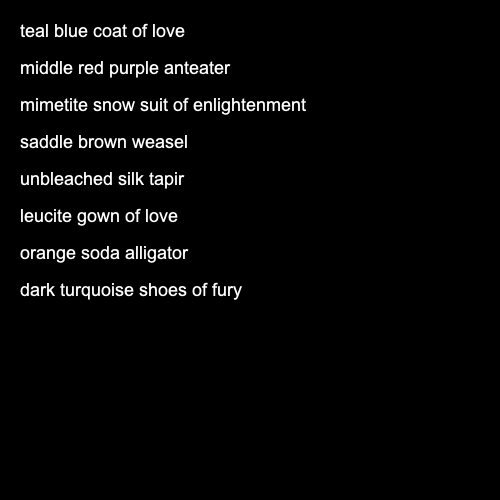 teal blue coat of love
middle red purple anteater
mimetite snow suit of enlightenment
saddle brown weasel
unbleached silk tapir
leucite gown of love
orange soda alligator
dark turquoise shoes of fury